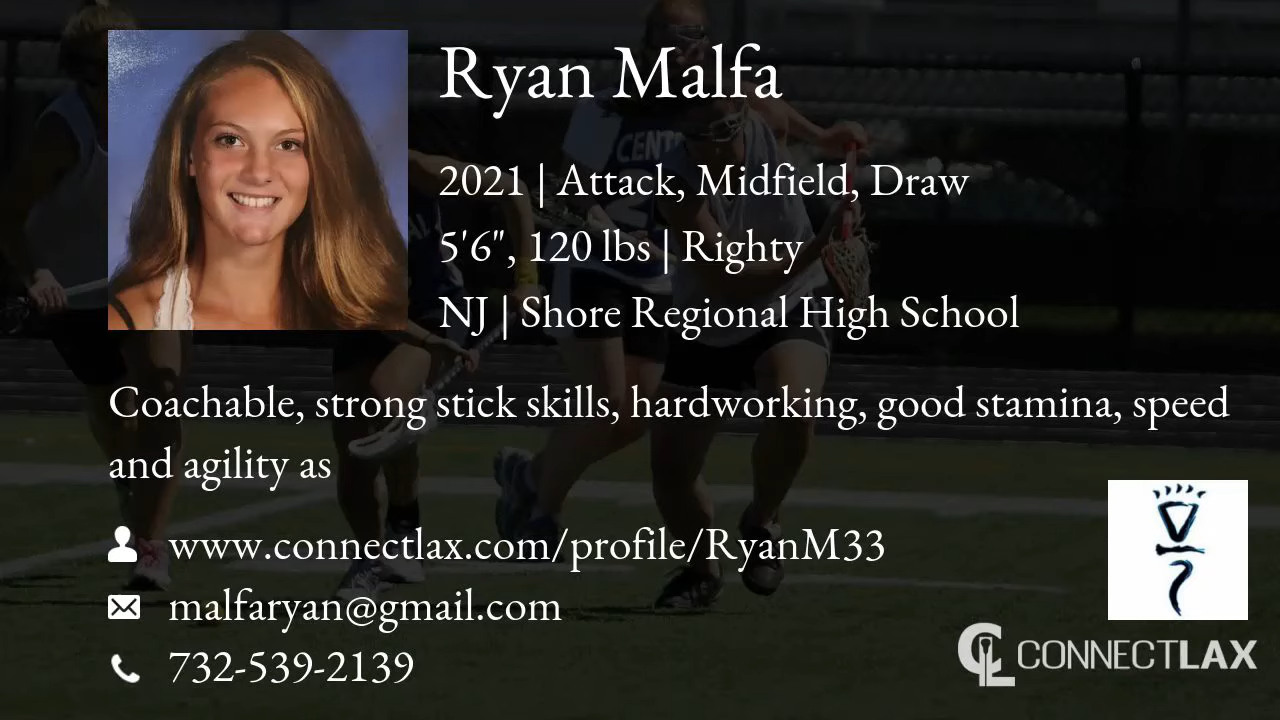 Ryan Malfa
2021 | Attack, Midfield, Draw
5'6", 120 lbs | Righty
NJ | Shore Regional High School
Coachable, strong stick skills, hardworking, good stamina, speed
and agility as
www.connectlax.com/profile/RyanM33
malfaryan@gmail.com
732-539-2139
CONNECTLAX